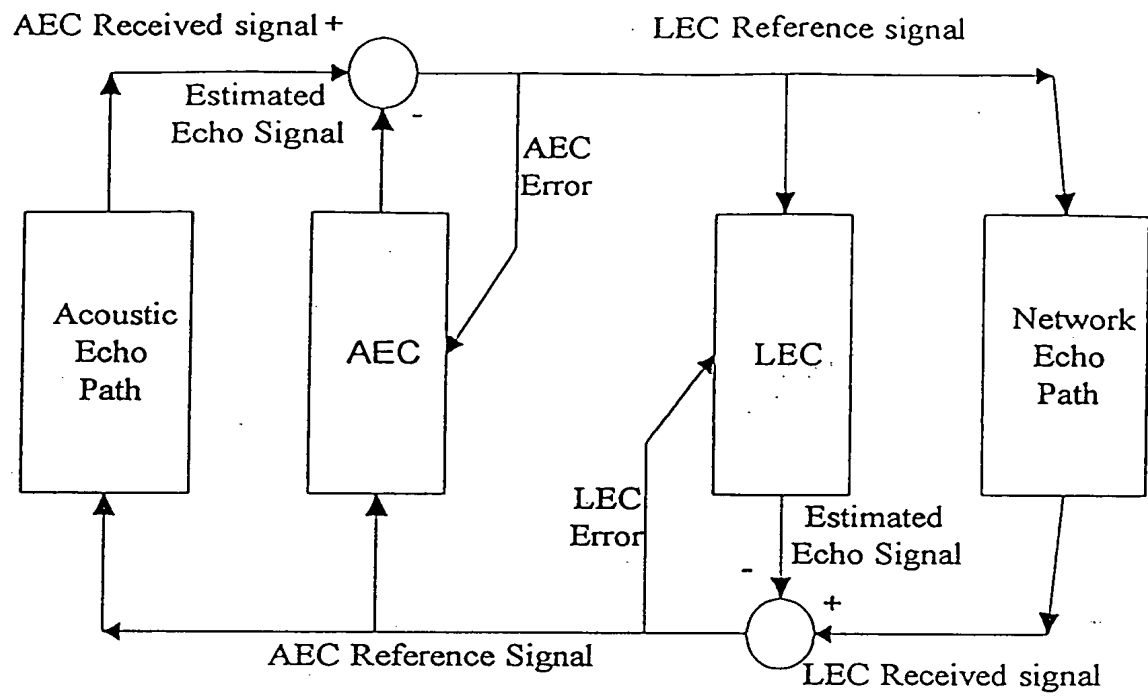 AEC Received signal +
LEC Reference signal
Estimated
Echo Signal
-
AEC
Error
Acoustic
Echo
Path
AEC
LEC
Network
Echo
Path
LEC
Error
Estimated
Echo Signal
-
+
AEC Reference Signal
LEC Received signal